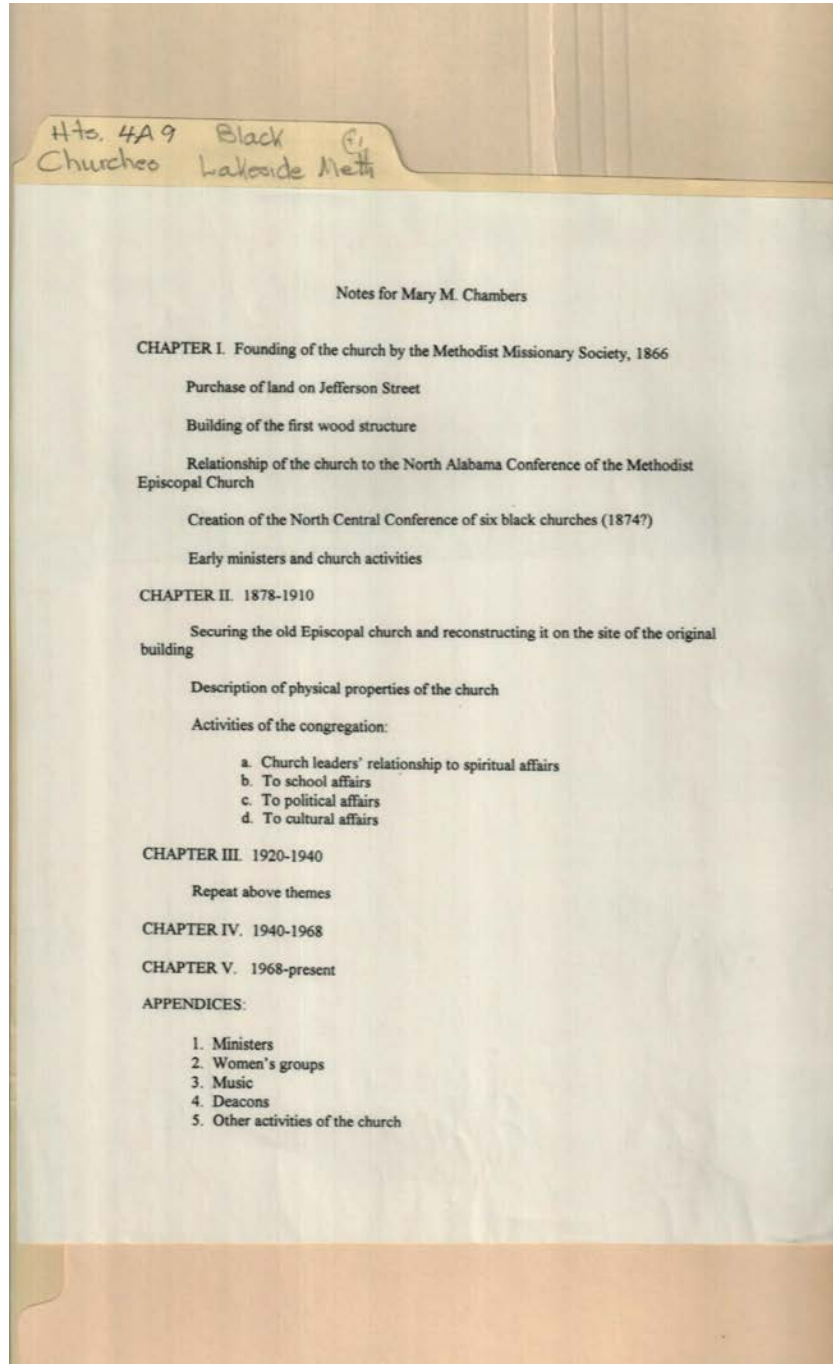 Hts. 4A9 Black F1
Churches Lakeside Meth
Notes for Mary M. Chambers
CHAPTER I. Founding of the church by the Methodist Missionary Society, 1866
Purchase of land on Jefferson Street
Building of the first wood structure
Relationship of the church to the North Alabama Conference of the Methodist
Episcopal Church
Creation of the North Central Conference of six black churches (1874?)
Early ministers and church activities
CHAPTER II. 1878-1910
Securing the old Episcopal church and reconstructing it on the site of the original
building
Description of physical properties of the church
Activities of the congregation:
a. Church leaders' relationship to spiritual affairs
b. To school affairs
c. To political affairs
d. To cultural affairs
CHAPTER III. 1920-1940
Repeat above themes
CHAPTER IV. 1940-1968
CHAPTER V. 1968-present
APPENDICES:
1. Ministers
2. Women's groups
3. Music
4. Deacons
5. Other activities of the church